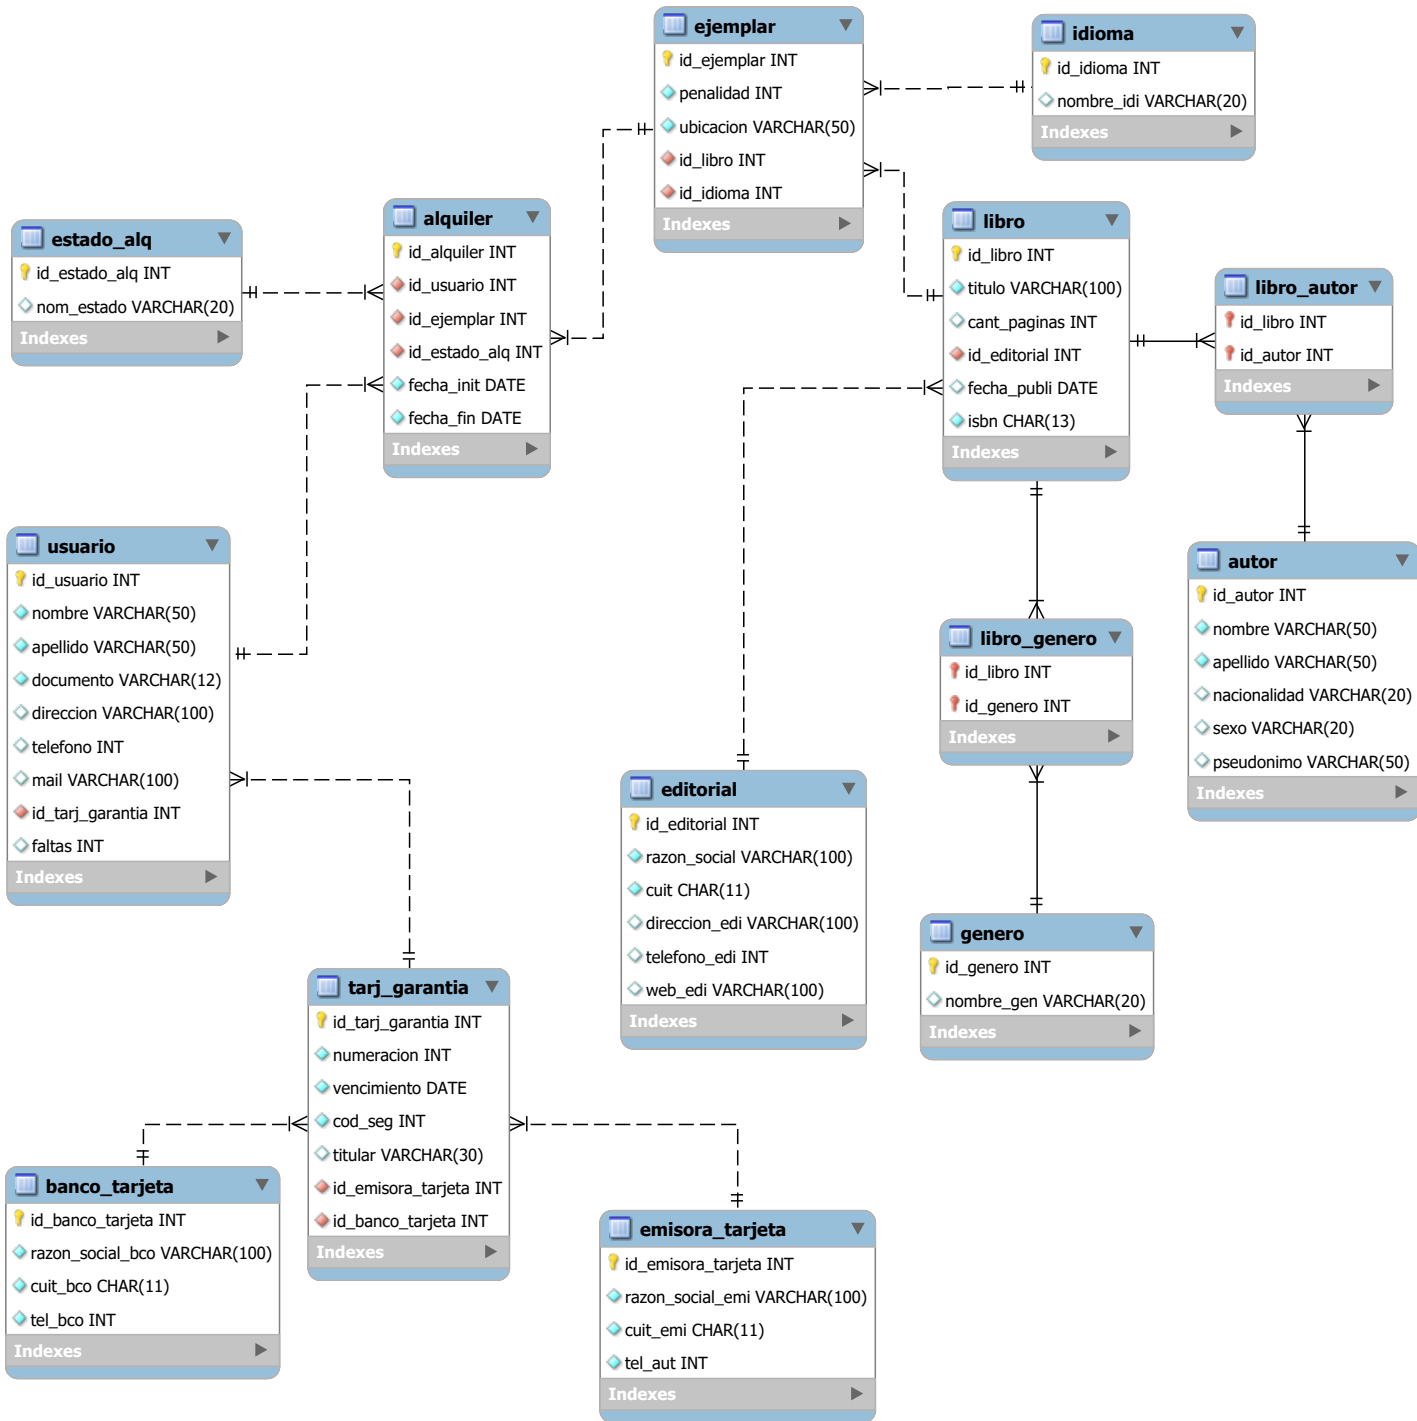 ejemplar
id_ejemplar INT
penalidad INT
ubicacion VARCHAR(50)
id_libro INT
id_idioma INT
Indexes
idioma
id_idioma INT
nombre_idi VARCHAR(20)
Indexes
estado_alq
id_estado_alq INT
nom_estado VARCHAR(20)
Indexes
alquiler
id_alquiler INT
id_usuario INT
id_ejemplar INT
id_estado_alq INT
fecha_init DATE
fecha_fin DATE
Indexes
libro
id_libro INT
titulo VARCHAR(100)
cant_paginas INT
id_editorial INT
fecha_publi DATE
isbn CHAR(13)
Indexes
libro_autor
id_libro INT
id_autor INT
Indexes
usuario
id_usuario INT
nombre VARCHAR(50)
apellido VARCHAR(50)
documento VARCHAR(12)
direccion VARCHAR(100)
telefono INT
mail VARCHAR(100)
id_tarj_garantia INT
faltas INT
Indexes
autor
id_autor INT
nombre VARCHAR(50)
apellido VARCHAR(50)
nacionalidad VARCHAR(20)
sexo VARCHAR(20)
pseudonimo VARCHAR(50)
Indexes
libro_genero
id_libro INT
id_genero INT
Indexes
editorial
id_editorial INT
razon_social VARCHAR(100)
cuit CHAR(11)
direccion_edi VARCHAR(100)
telefono_edi INT
web_edi VARCHAR(100)
Indexes
genero
id_genero INT
nombre_gen VARCHAR(20)
Indexes
tarj_garantia
id_tarj_garantia INT
numeracion INT
vencimiento DATE
cod_seg INT
titular VARCHAR(30)
id_emisora_tarjeta INT
id_banco_tarjeta INT
Indexes
banco_tarjeta
id_banco_tarjeta INT
razon_social_bco VARCHAR(100)
cuit_bco CHAR(11)
tel_bco INT
Indexes
emisora_tarjeta
id_emisora_tarjeta INT
razon_social_emi VARCHAR(100)
cuit_emi CHAR(11)
tel_aut INT
Indexes